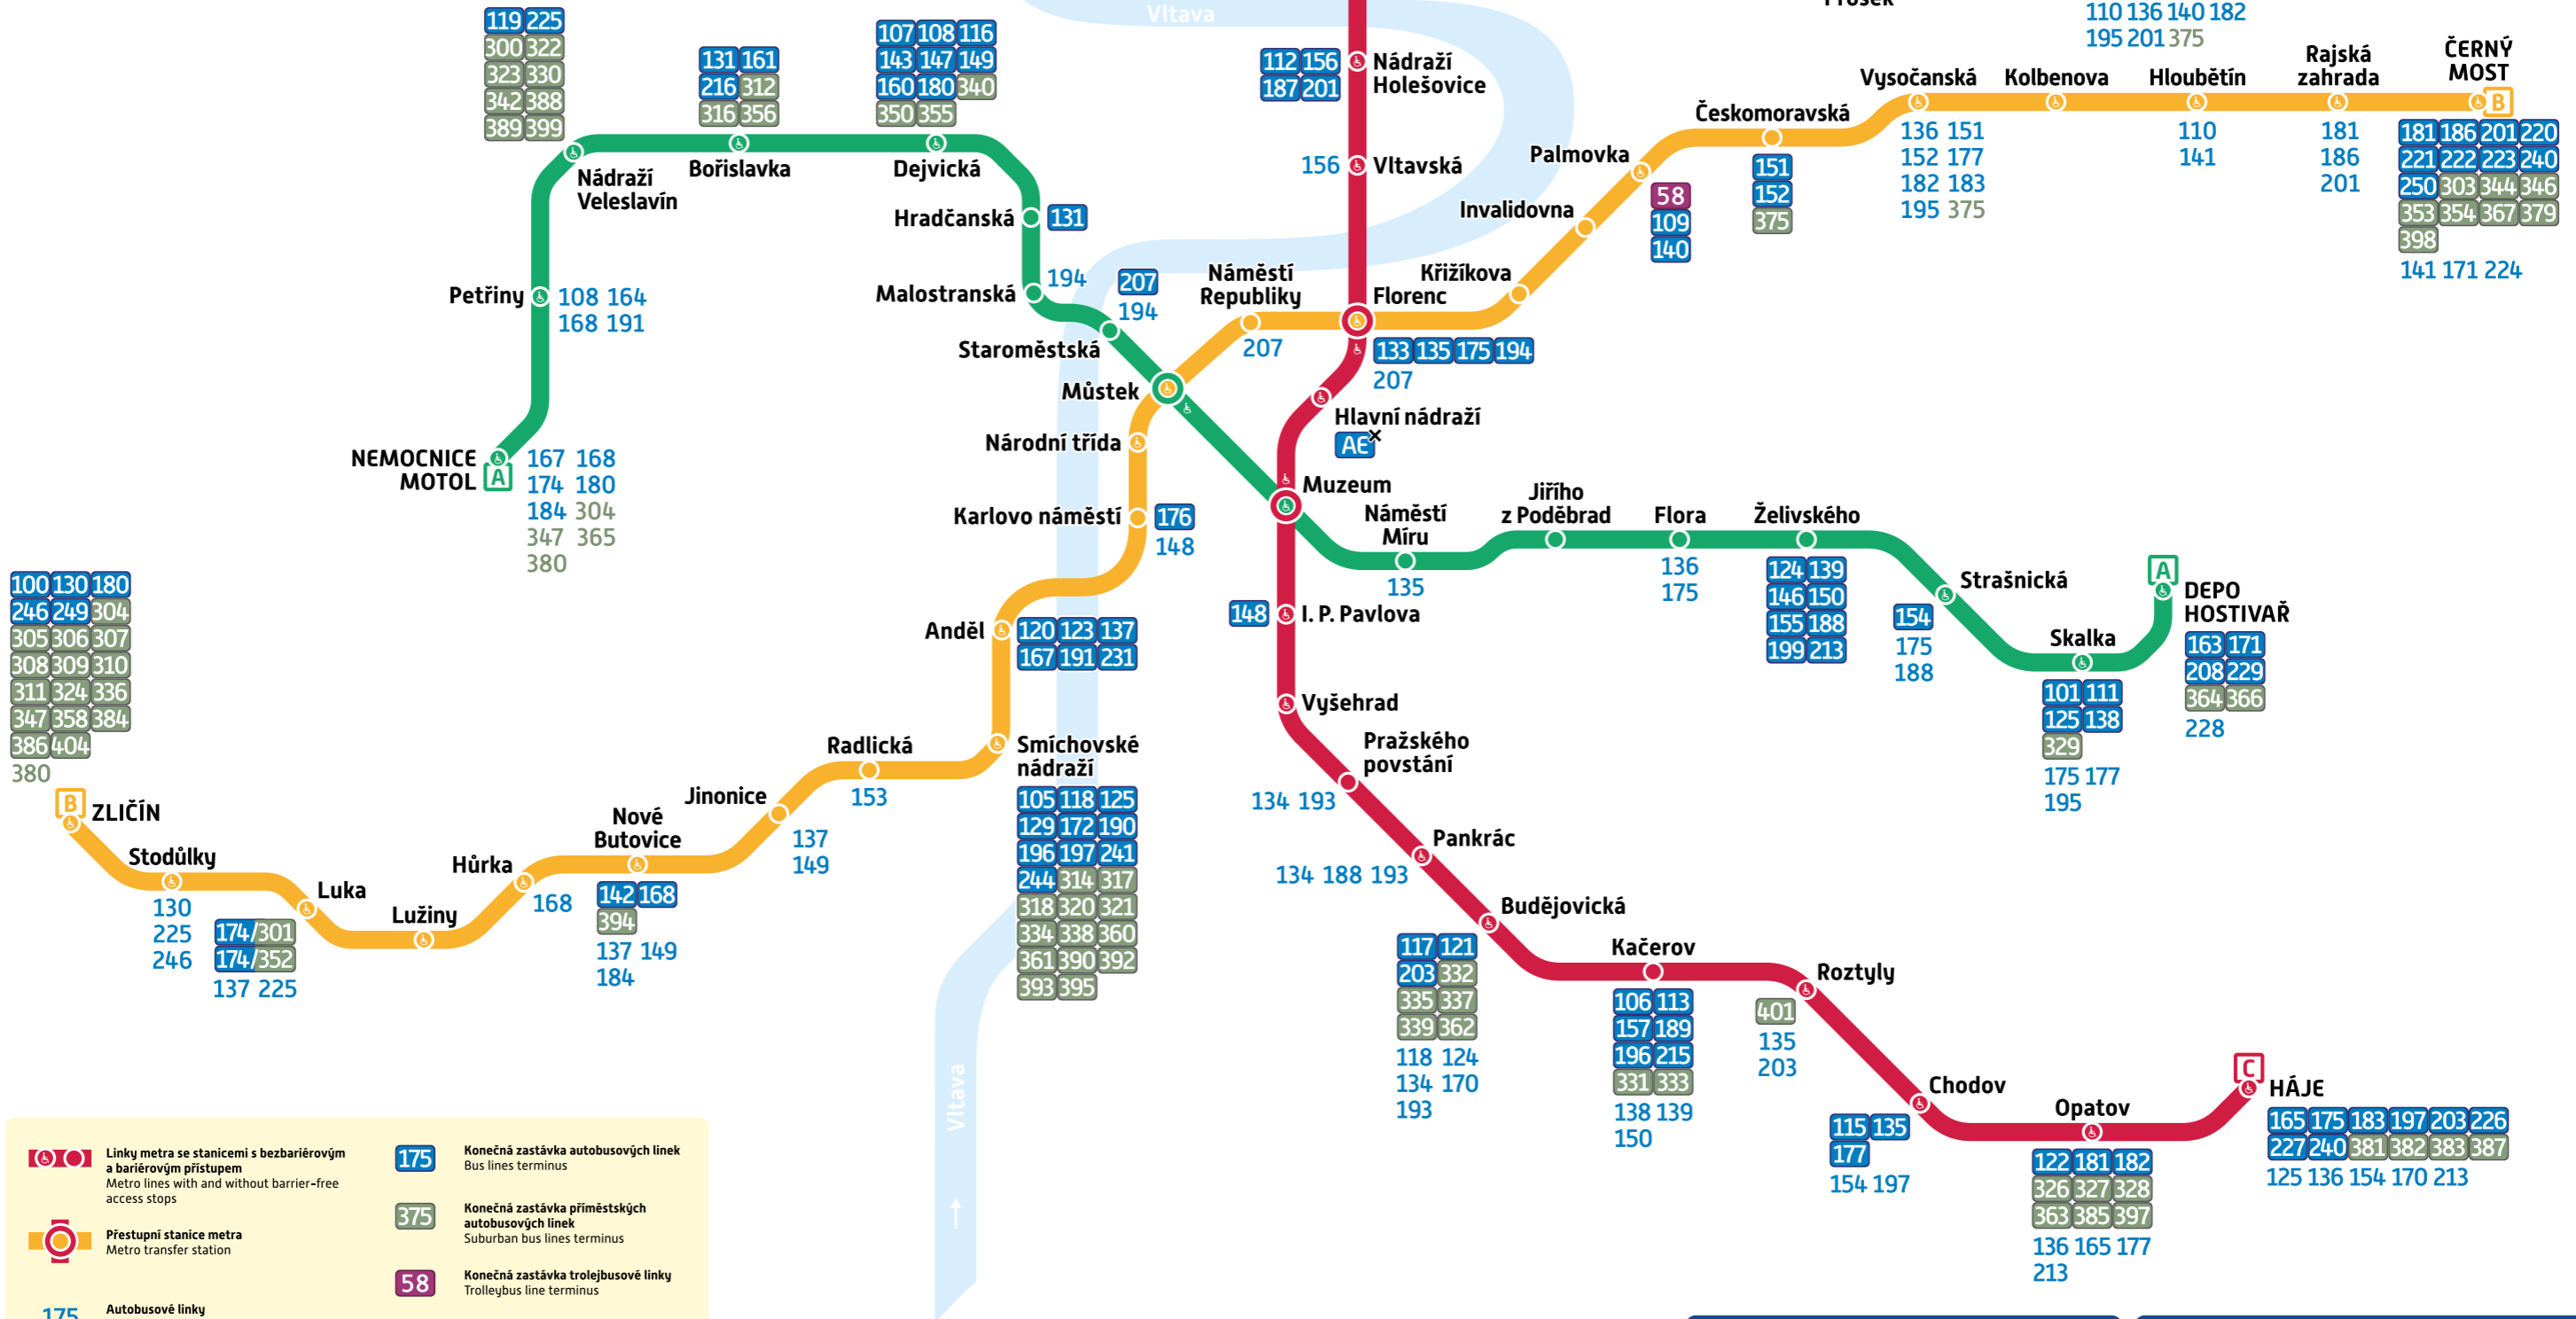 Vltava
110 136 140 182
195 201 375
119 225
300 322
323 330
342 388
389 399
Nádraží
Veleslavín
131 161
216 312
316 356
Bořislavka
107 108 116
143 147 149
160 180 340
350 355
Dejvická
Hradčanská
131
Malostranská
194
207
194
Staroměstská
Petřiny
108 164
168 191
NEMOCNICE
MOTOL
A
167 168
174 180
184 304
347 365
380
112 156
187 201
Nádraží
Holešovice
156
Vltavská
Náměstí
Republiky
207
Florenc
133 135 175 194
207
Křižíkova
Invalidovna
Palmovka
58
109
140
Českomoravská
151
152
375
Vysočanská
136 151
152 177
182 183
195 375
Kolbenova
Hloubětín
110
141
Rajská
zahrada
181
186
201
ČERNÝ
MOST
B
181 186 201 220
221 222 223 240
250 303 344 346
353 354 367 379
398
141 171 224
Můstek
Národní třída
Karlovo náměstí
176
148
Hlavní nádraží
AE×
Muzeum
Náměstí
Míru
135
Jiřího
z Poděbrad
Flora
136
175
Želivského
124 139
146 150
155 188
199 213
Strašnická
154
175
188
Skalka
101 111
125 138
329
175 177
195
A
DEPO
HOSTIVAŘ
163 171
208 229
364 366
228
100 130 180
246 249 304
305 306 307
308 309 310
311 324 336
347 358 384
386 404
380
B ZLIČÍN
Stodůlky
130
225
246
Luka
174/301
174/352
137 225
Lužiny
Hůrka
168
Nové
Butovice
142 168
394
137 149
184
Jinonice
137
149
Radlická
153
Anděl
120 123 137
167 191 231
Smíchovské
nádraží
105 118 125
129 172 190
196 197 241
244 314 317
318 320 321
334 338 360
361 390 392
393 395
148
I. P. Pavlova
Vyšehrad
Pražského
povstání
134 193
Pankrác
134 188 193
Budějovická
117 121
203 332
335 337
339 362
118 124
134 170
193
Kačerov
106 113
157 189
196 215
331 333
138 139
150
Roztyly
401
135
203
Chodov
115 135
177
154 197
Opatov
122 181 182
326 327 328
363 385 397
136 165 177
213
C
HÁJE
165 175 183 197 203 226
227 240 381 382 383 387
125 136 154 170 213
Vltava
→
Linky metra se stanicemi s bezbariérovým
a bariérovým přístupem
Metro lines with and without barrier-free
access stops
Přestupní stanice metra
Metro transfer station
175
Autobusové linky
175
Konečná zastávka autobusových linek
Bus lines terminus
375
Konečná zastávka příměstských
autobusových linek
Suburban bus lines terminus
58
Konečná zastávka trolejbusové linky
Trolleybus line terminus